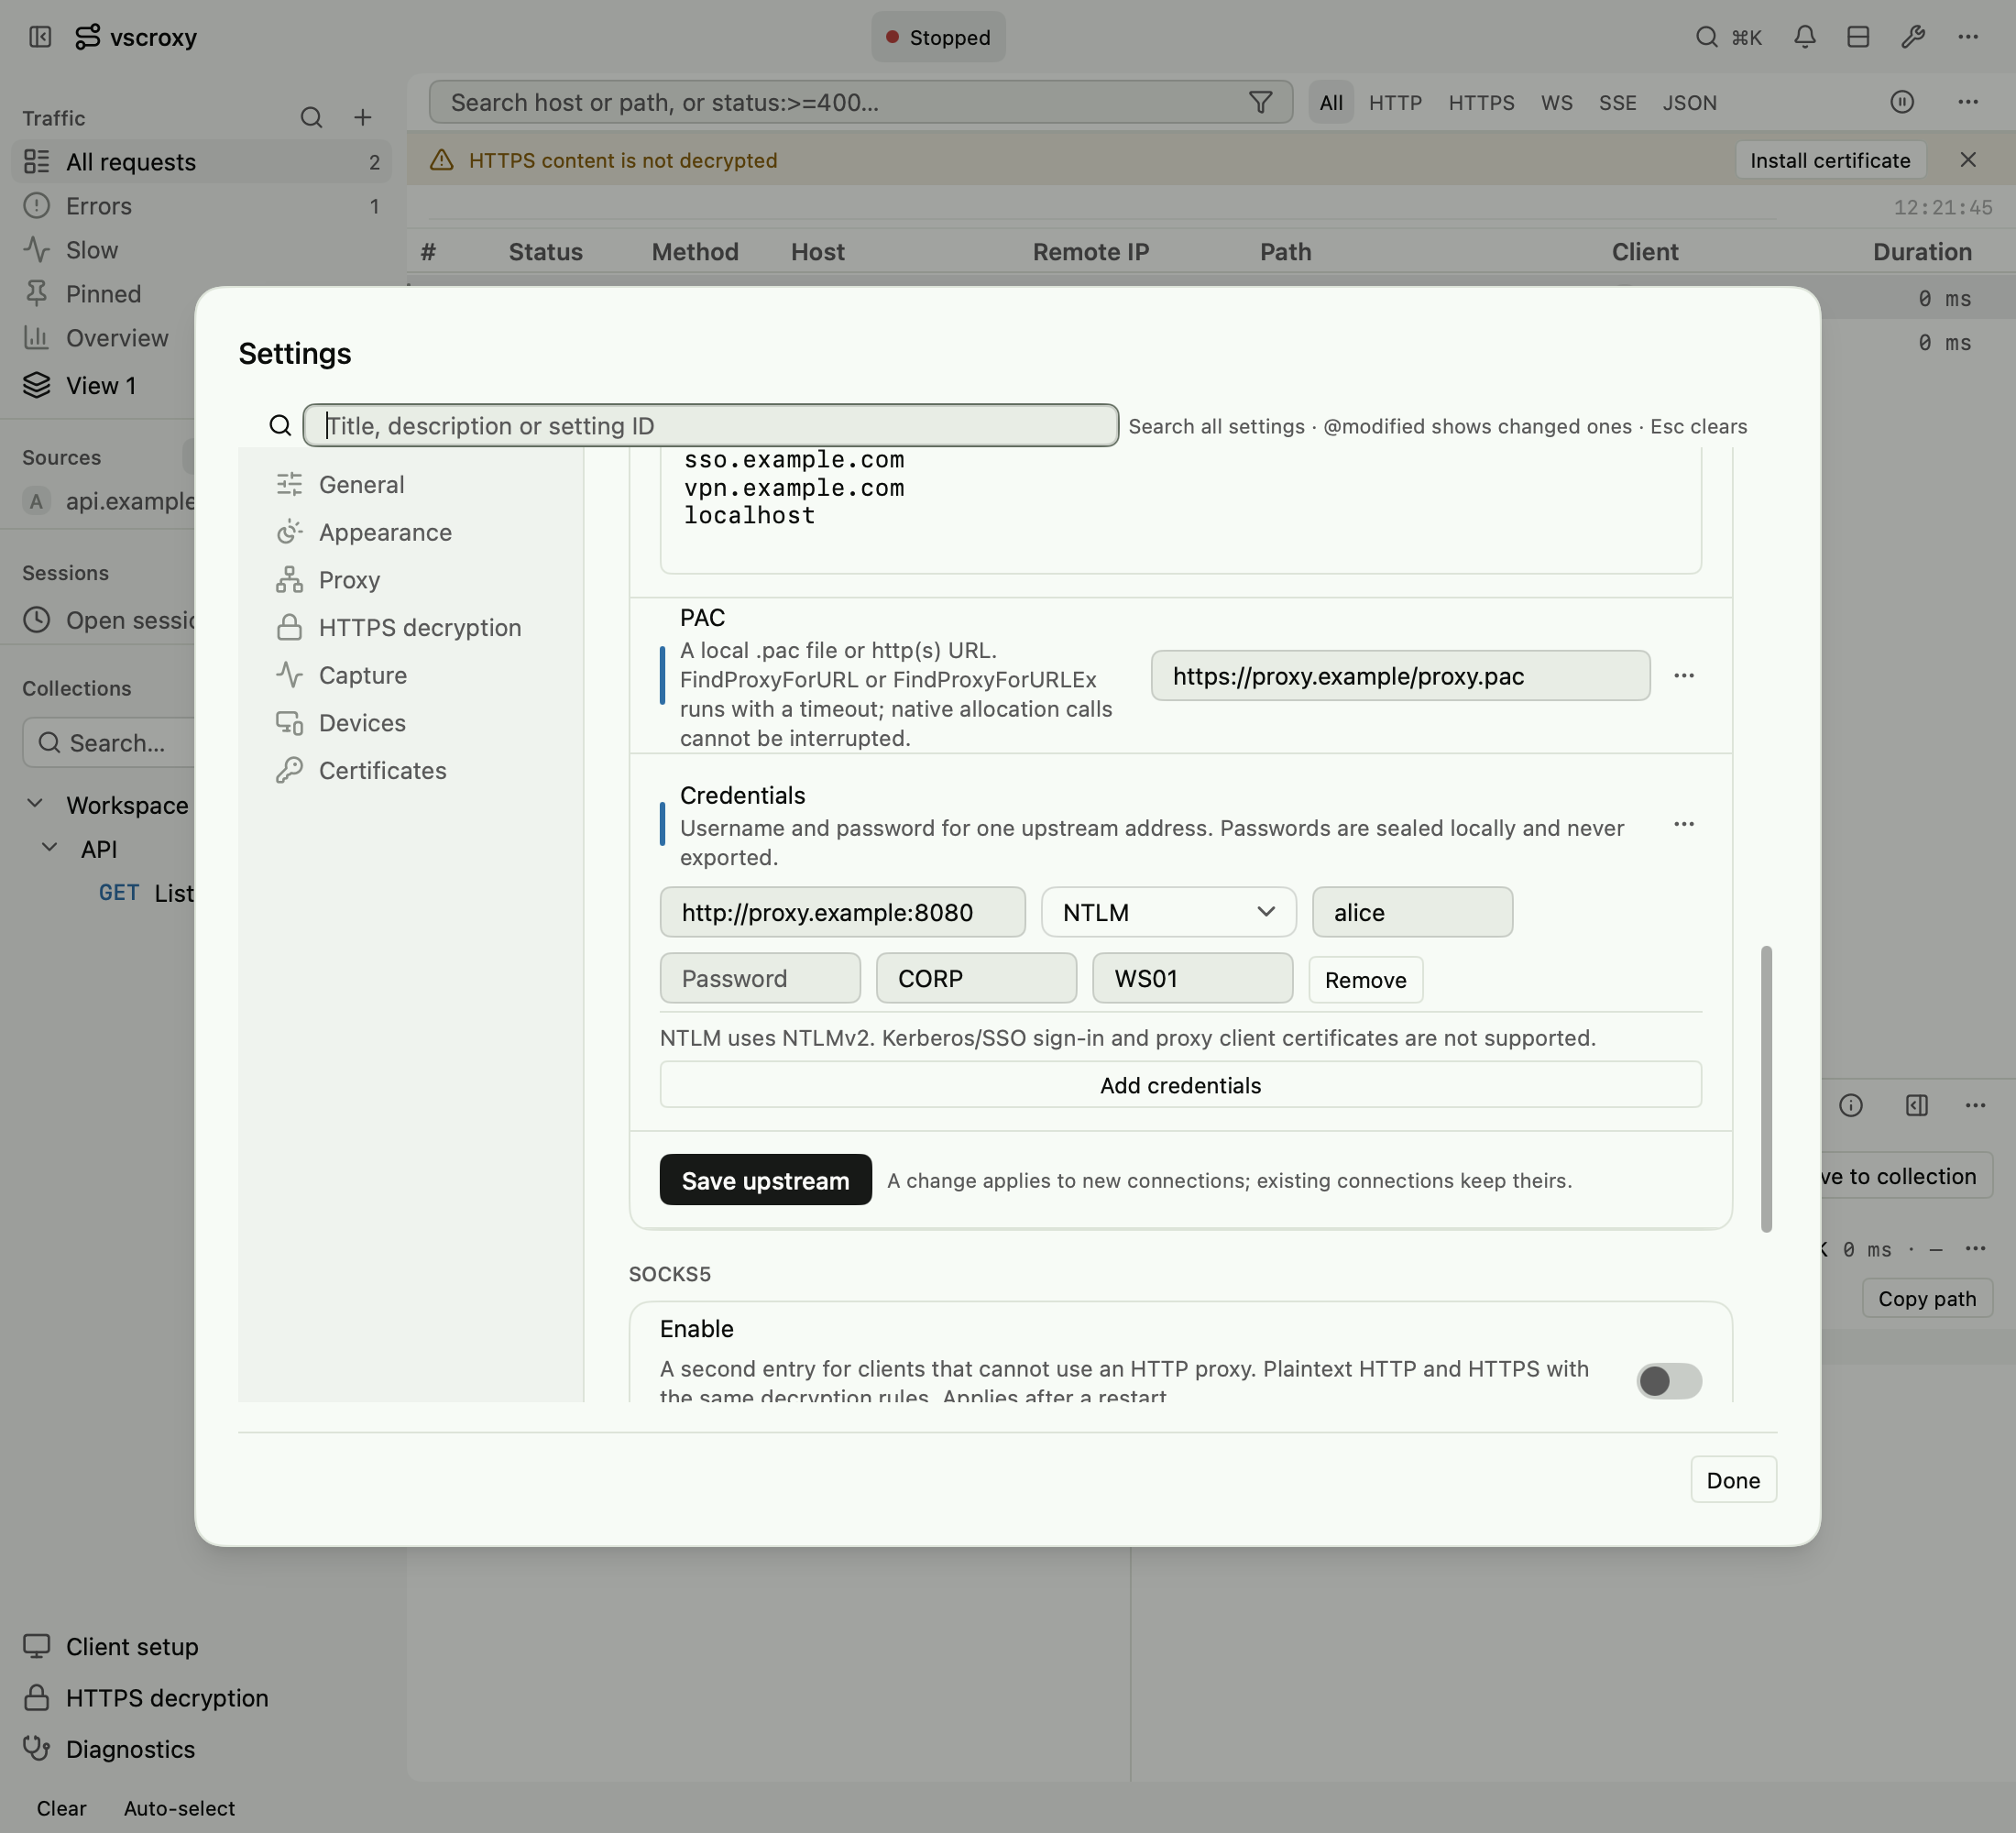 vscroxy
Stopped
⌘K
Traffic
All requests 2
Errors 1
Slow
Pinned
Overview
View 1
Sources
A api.example
Sessions
Open sessi
Collections
Search...
Workspace
API
GET List
Client setup
HTTPS decryption
Diagnostics
Clear Auto-select
Search host or path, or status:>=400...
All HTTP HTTPS WS SSE JSON
HTTPS content is not decrypted
Install certificate
12:21:45
# Status Method Host Remote IP Path Client Duration
0 ms
0 ms
Settings
Title, description or setting ID
Search all settings · @modified shows changed ones · Esc clears
General
Appearance
Proxy
HTTPS decryption
Capture
Devices
Certificates
sso.example.com
vpn.example.com
localhost
PAC
A local .pac file or http(s) URL.
FindProxyForURL or FindProxyForURLEx
runs with a timeout; native allocation calls
cannot be interrupted.
https://proxy.example/proxy.pac
Credentials
Username and password for one upstream address. Passwords are sealed locally and never
exported.
http://proxy.example:8080 NTLM alice
Password CORP WS01 Remove
NTLM uses NTLMv2. Kerberos/SSO sign-in and proxy client certificates are not supported.
Add credentials
Save upstream A change applies to new connections; existing connections keep theirs.
SOCKS5
Enable
A second entry for clients that cannot use an HTTP proxy. Plaintext HTTP and HTTPS with
the same decryption rules. Applies after a restart
Done
ve to collection
K 0 ms · —
Copy path